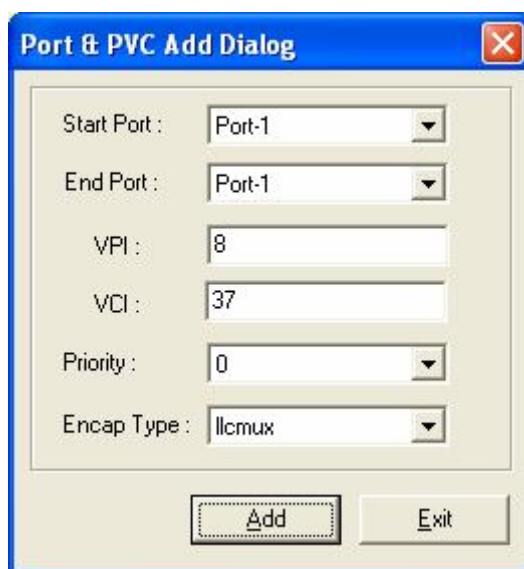 Port & PVC Add Dialog
Start Port : Port-1
End Port : Port-1
VPI : 8
VCI : 37
Priority : 0
Encap Type : llcmux
Add Exit